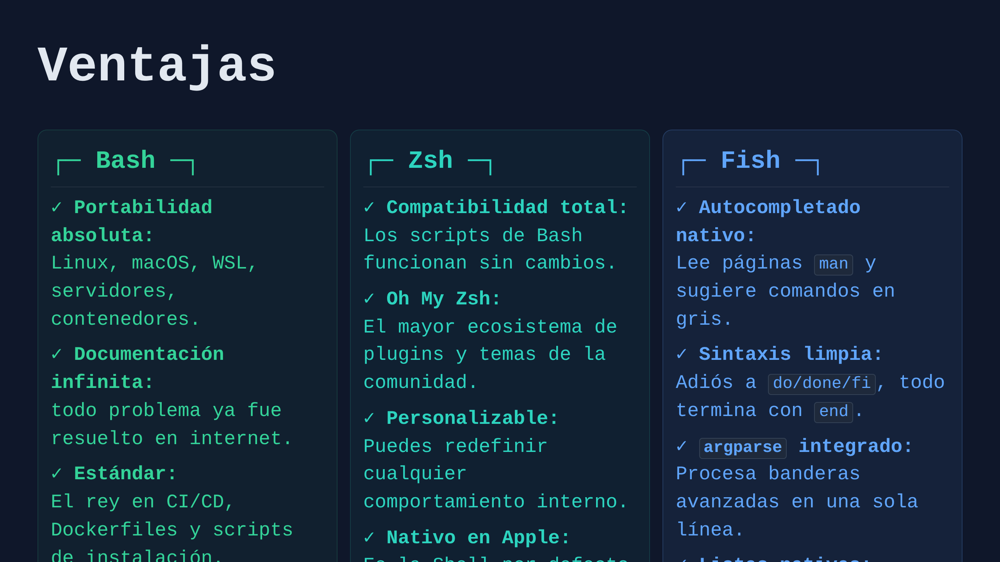 Ventajas
┌─ Bash ─┐
✓ Portabilidad
absoluta:
Linux, macOS, WSL,
servidores,
contenedores.
✓ Documentación
infinita:
todo problema ya fue
resuelto en internet.
✓ Estándar:
El rey en CI/CD,
Dockerfiles y scripts
de instalación.
┌─ Zsh ─┐
✓ Compatibilidad total:
Los scripts de Bash
funcionan sin cambios.
✓ Oh My Zsh:
El mayor ecosistema de
plugins y temas de la
comunidad.
✓ Personalizable:
Puedes redefinir
cualquier
comportamiento interno.
✓ Nativo en Apple:
Es la Shell por defecto
┌─ Fish ─┐
✓ Autocompletado
nativo:
Lee páginas man y
sugiere comandos en
gris.
✓ Sintaxis limpia:
Adiós a do/done/fi, todo
termina con end.
✓ argparse integrado:
Procesa banderas
avanzadas en una sola
línea.
✓ Listas nativas: